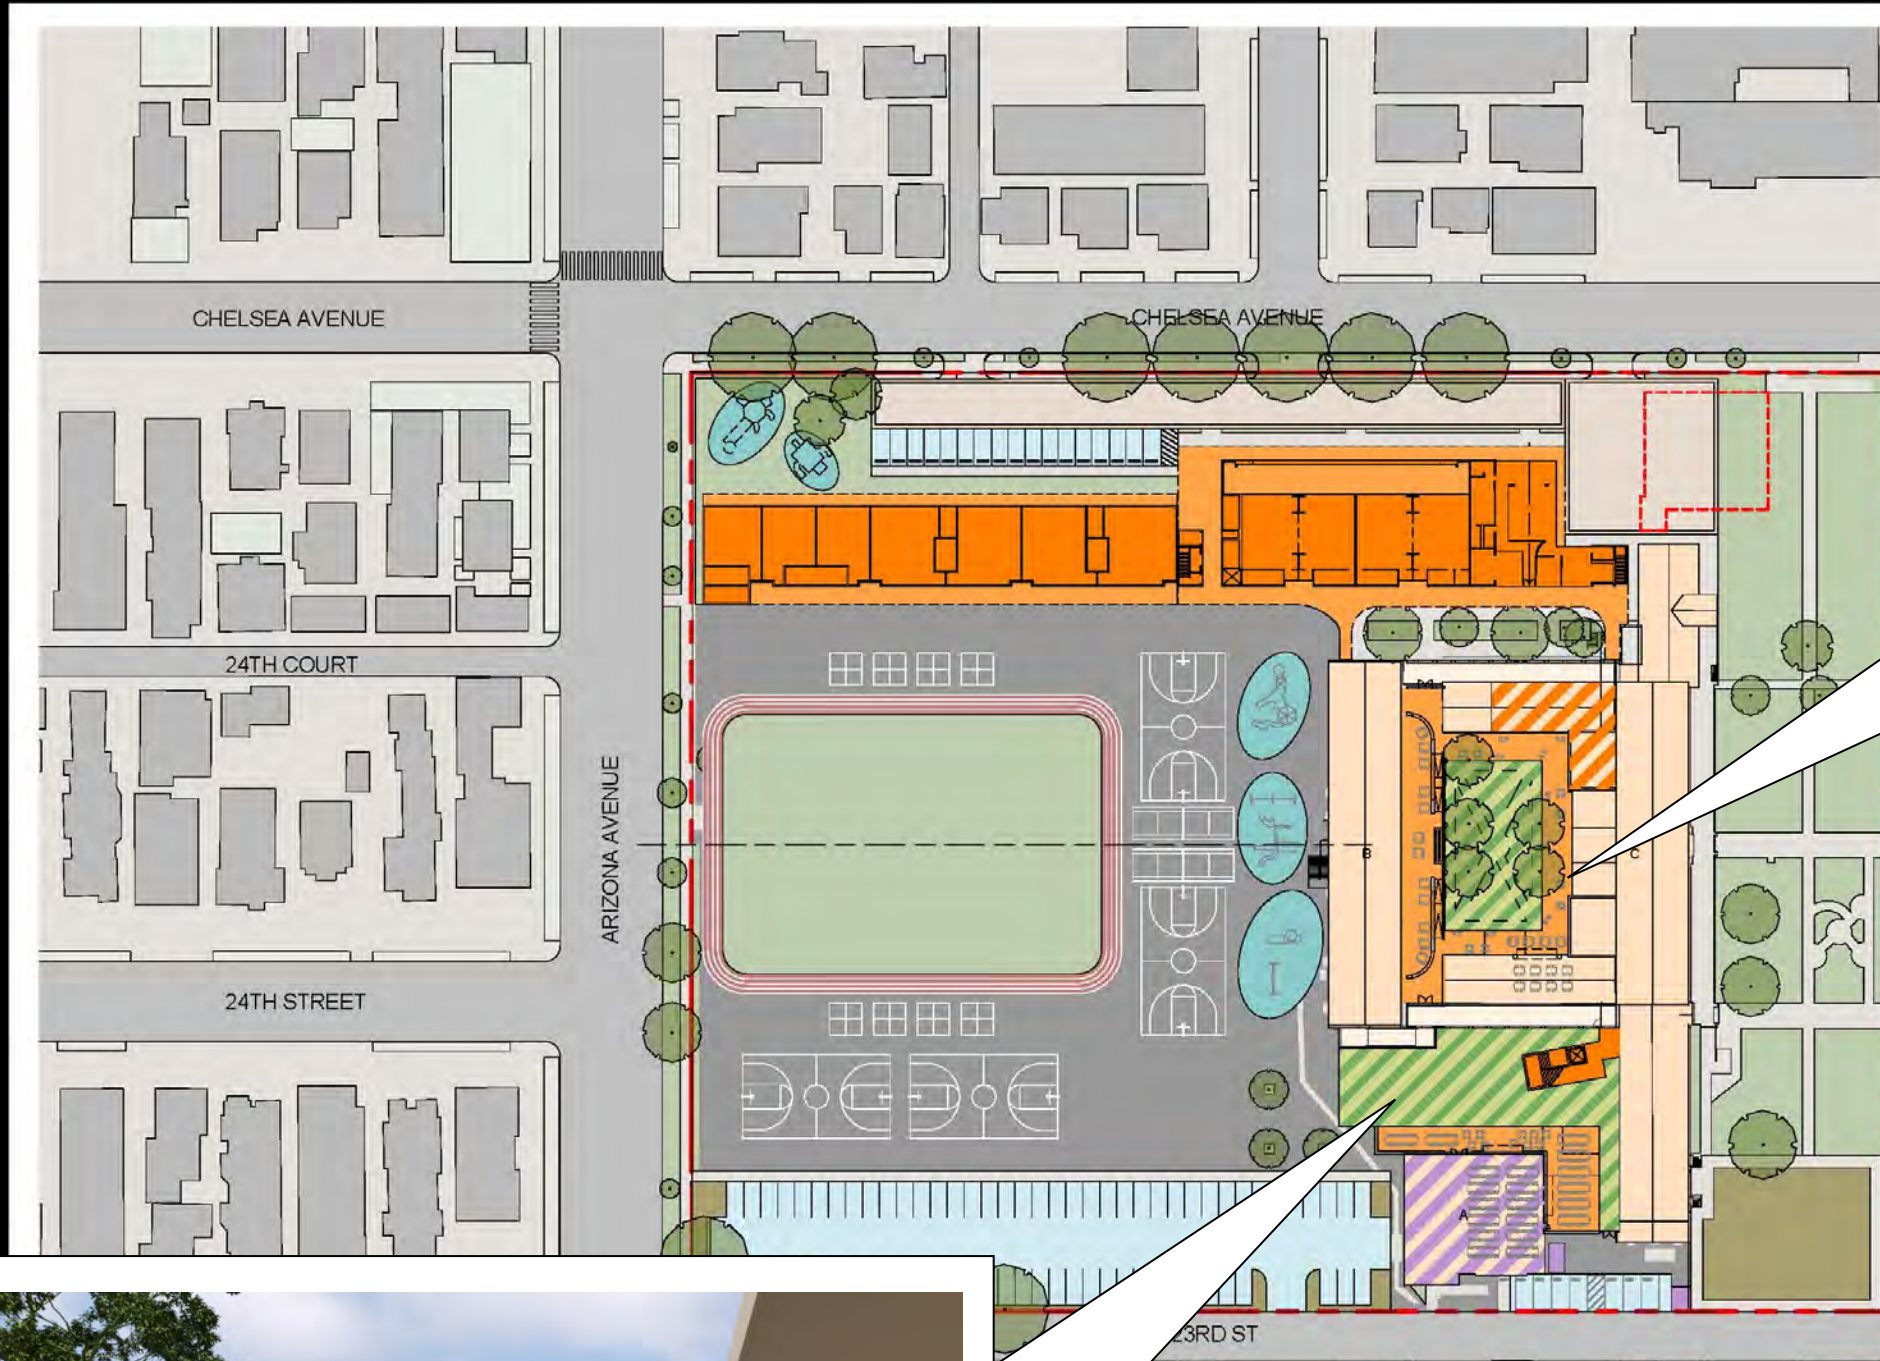 CHELSEA AVENUE
CHELSEA AVENUE
24TH COURT
ARIZONA AVENUE
B
C
24TH STREET
A
23RD ST